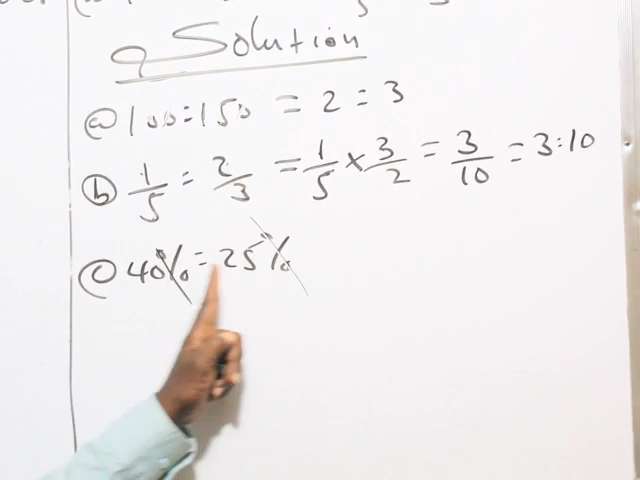 Solution
(a) 100:150 = 2 = 3
(b) 1/5 = 2/3 = 1/5 × 3/2 = 3/10 = 3:10
(c) 40% = 25%